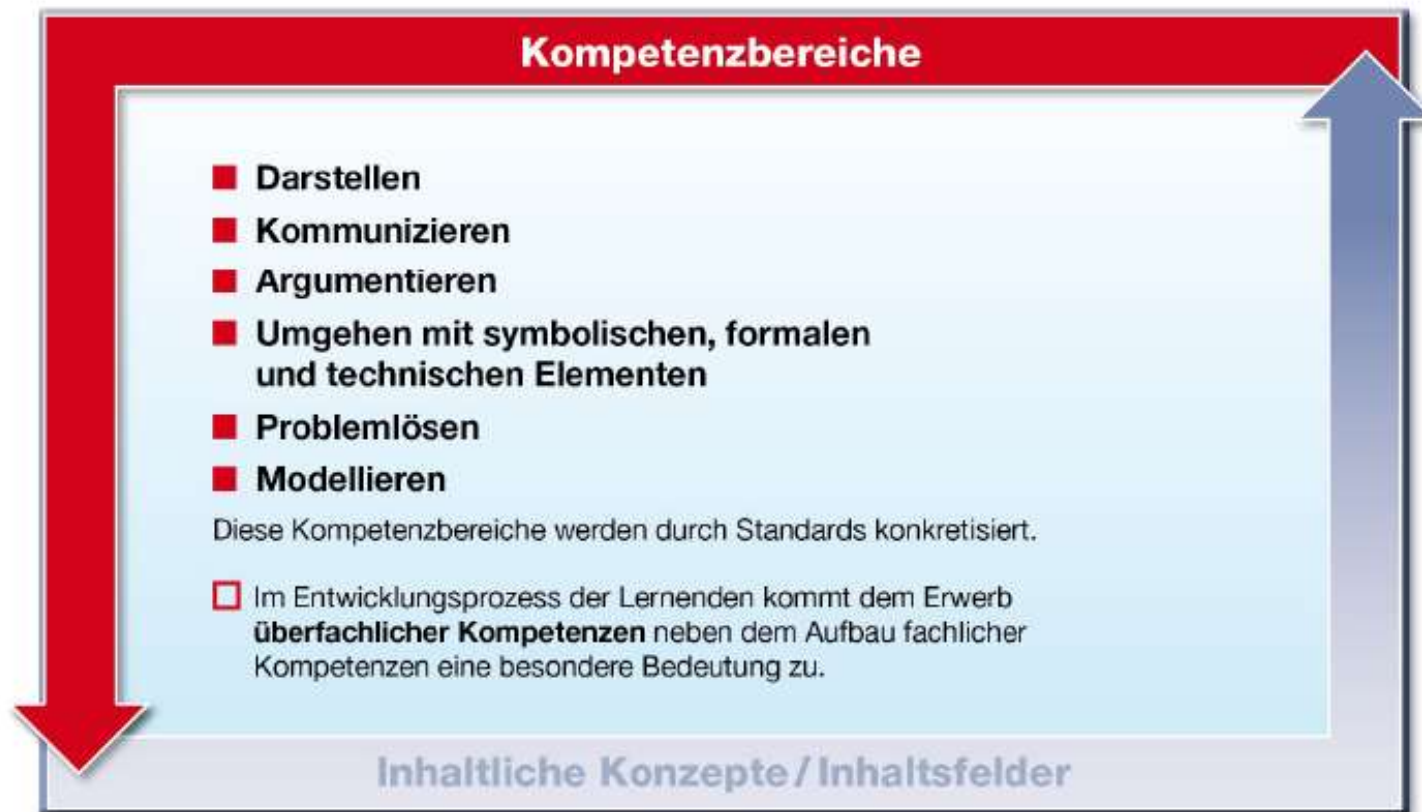 Kompetenzbereiche
Darstellen
Kommunizieren
Argumentieren
Umgehen mit symbolischen, formalen
und technischen Elementen
Problemlösen
Modellieren
Diese Kompetenzbereiche werden durch Standards konkretisiert.
Im Entwicklungsprozess der Lernenden kommt dem Erwerb
überfachlicher Kompetenzen neben dem Aufbau fachlicher
Kompetenzen eine besondere Bedeutung zu.
Inhaltliche Konzepte/Inhaltsfelder